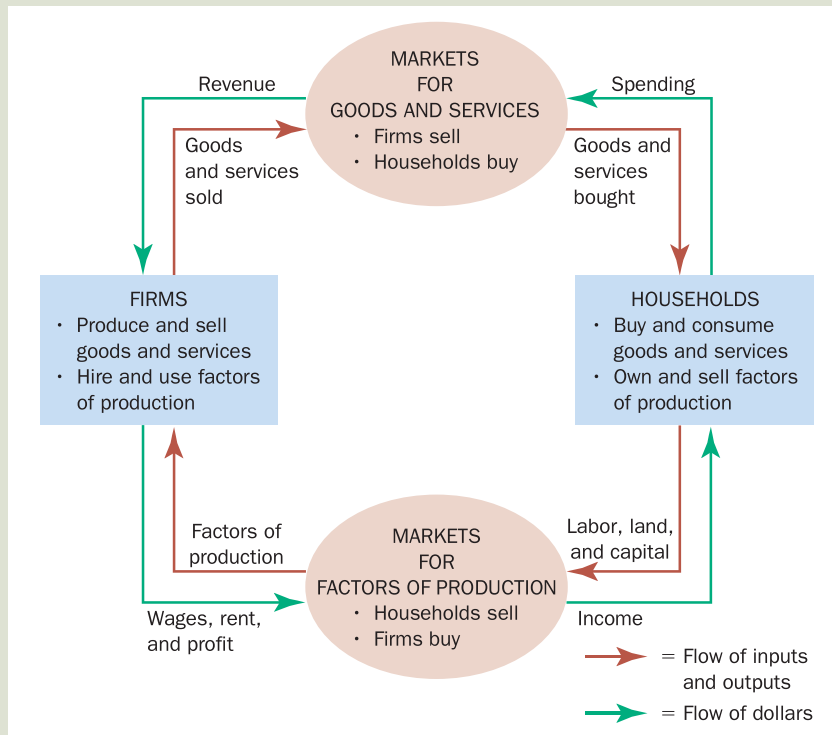 MARKETS
FOR
GOODS AND SERVICES
• Firms sell
• Households buy
Revenue
Spending
Goods
and services
sold
Goods and
services
bought
FIRMS
• Produce and sell
goods and services
• Hire and use factors
of production
HOUSEHOLDS
• Buy and consume
goods and services
• Own and sell factors
of production
Factors of
production
Labor, land,
and capital
MARKETS
FOR
FACTORS OF PRODUCTION
• Households sell
• Firms buy
Wages, rent,
and profit
Income
= Flow of inputs
and outputs
= Flow of dollars